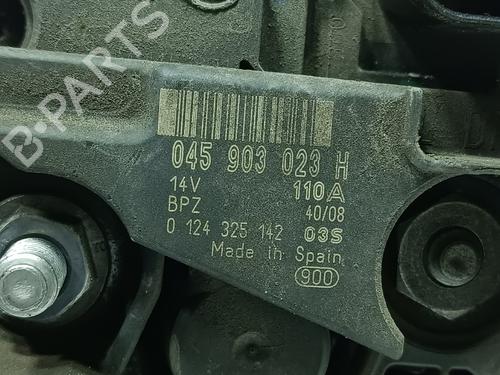 B-PARTS
045 903 023 H
14V 110A
BPZ 40/08
0 124 325 142 03S
Made in Spain
900